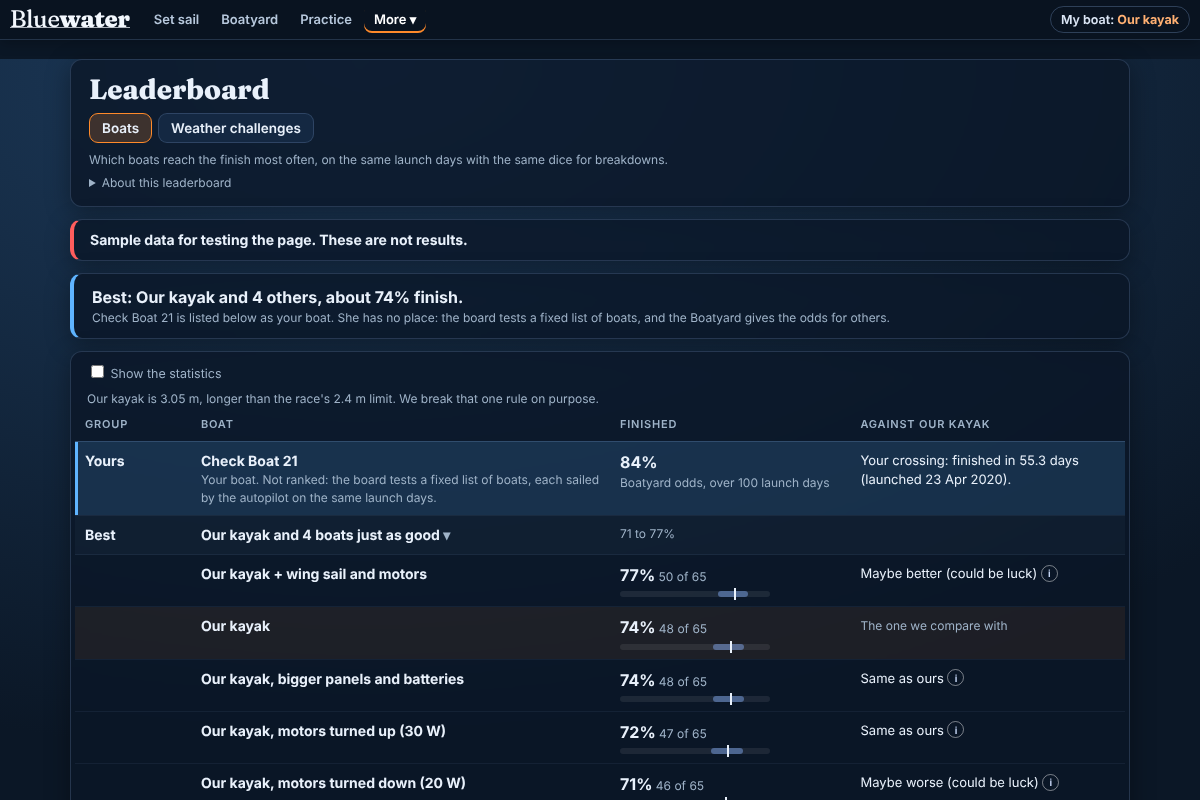 Bluewater Set sail Boatyard Practice More ▾ My boat: Our kayak
Leaderboard
Boats Weather challenges
Which boats reach the finish most often, on the same launch days with the same dice for breakdowns.
▶ About this leaderboard
Sample data for testing the page. These are not results.
Best: Our kayak and 4 others, about 74% finish.
Check Boat 21 is listed below as your boat. She has no place: the board tests a fixed list of boats, and the Boatyard gives the odds for others.
Show the statistics
Our kayak is 3.05 m, longer than the race's 2.4 m limit. We break that one rule on purpose.
GROUP BOAT FINISHED AGAINST OUR KAYAK
Yours Check Boat 21 84% Your crossing: finished in 55.3 days
Your boat. Not ranked: the board tests a fixed list of boats, each sailed Boatyard odds, over 100 launch days (launched 23 Apr 2020).
by the autopilot on the same launch days.
Best Our kayak and 4 boats just as good ▾ 71 to 77%
Our kayak + wing sail and motors 77% 50 of 65 Maybe better (could be luck) i
Our kayak 74% 48 of 65 The one we compare with
Our kayak, bigger panels and batteries 74% 48 of 65 Same as ours i
Our kayak, motors turned up (30 W) 72% 47 of 65 Same as ours i
Our kayak, motors turned down (20 W) 71% 46 of 65 Maybe worse (could be luck) i